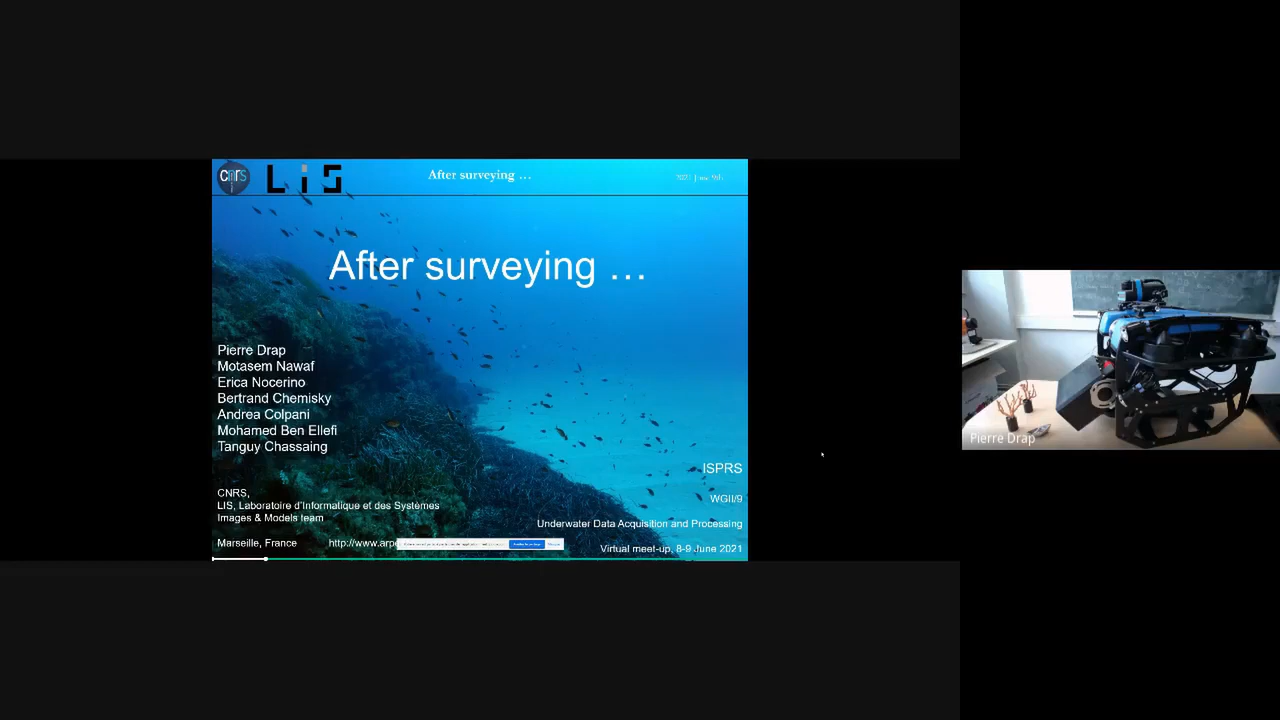 cnrs
LiS
After surveying …
After surveying …
Pierre Drap
Motasem Nawaf
Erica Nocerino
Bertrand Chemisky
Andrea Colpani
Mohamed Ben Ellefi
Tanguy Chassaing
ISPRS
WGII/9
CNRS,
LIS, Laboratoire d'Informatique et des Systèmes
Images & Models team
Underwater Data Acquisition and Processing
Marseille, France
Virtual meet-up, 8-9 June 2021
Pierre Drap